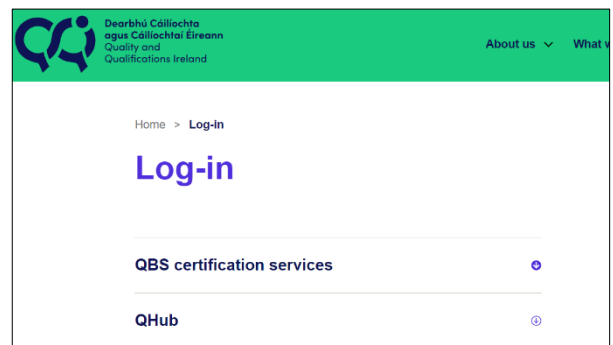 Dearbhú Cáilíochta
agus Cáilíochtaí Éireann
Quality and
Qualifications Ireland
About us
What
Home > Log-in
Log-in
QBS certification services
QHub